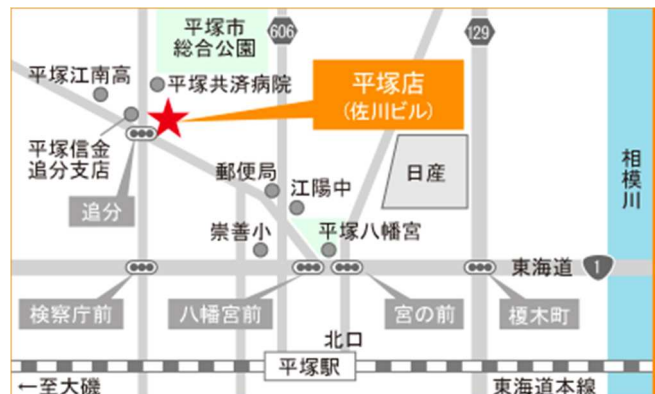 平塚市
総合公園
606
129
平塚江南高
平塚共済病院
平塚店
(佐川ビル)
平塚信金
追分支店
追分
郵便局
江陽中
日産
相模川
崇善小
平塚八幡宮
東海道
1
検察庁前
八幡宮前
宮の前
榎木町
北口
平塚駅
←至大磯
東海道本線